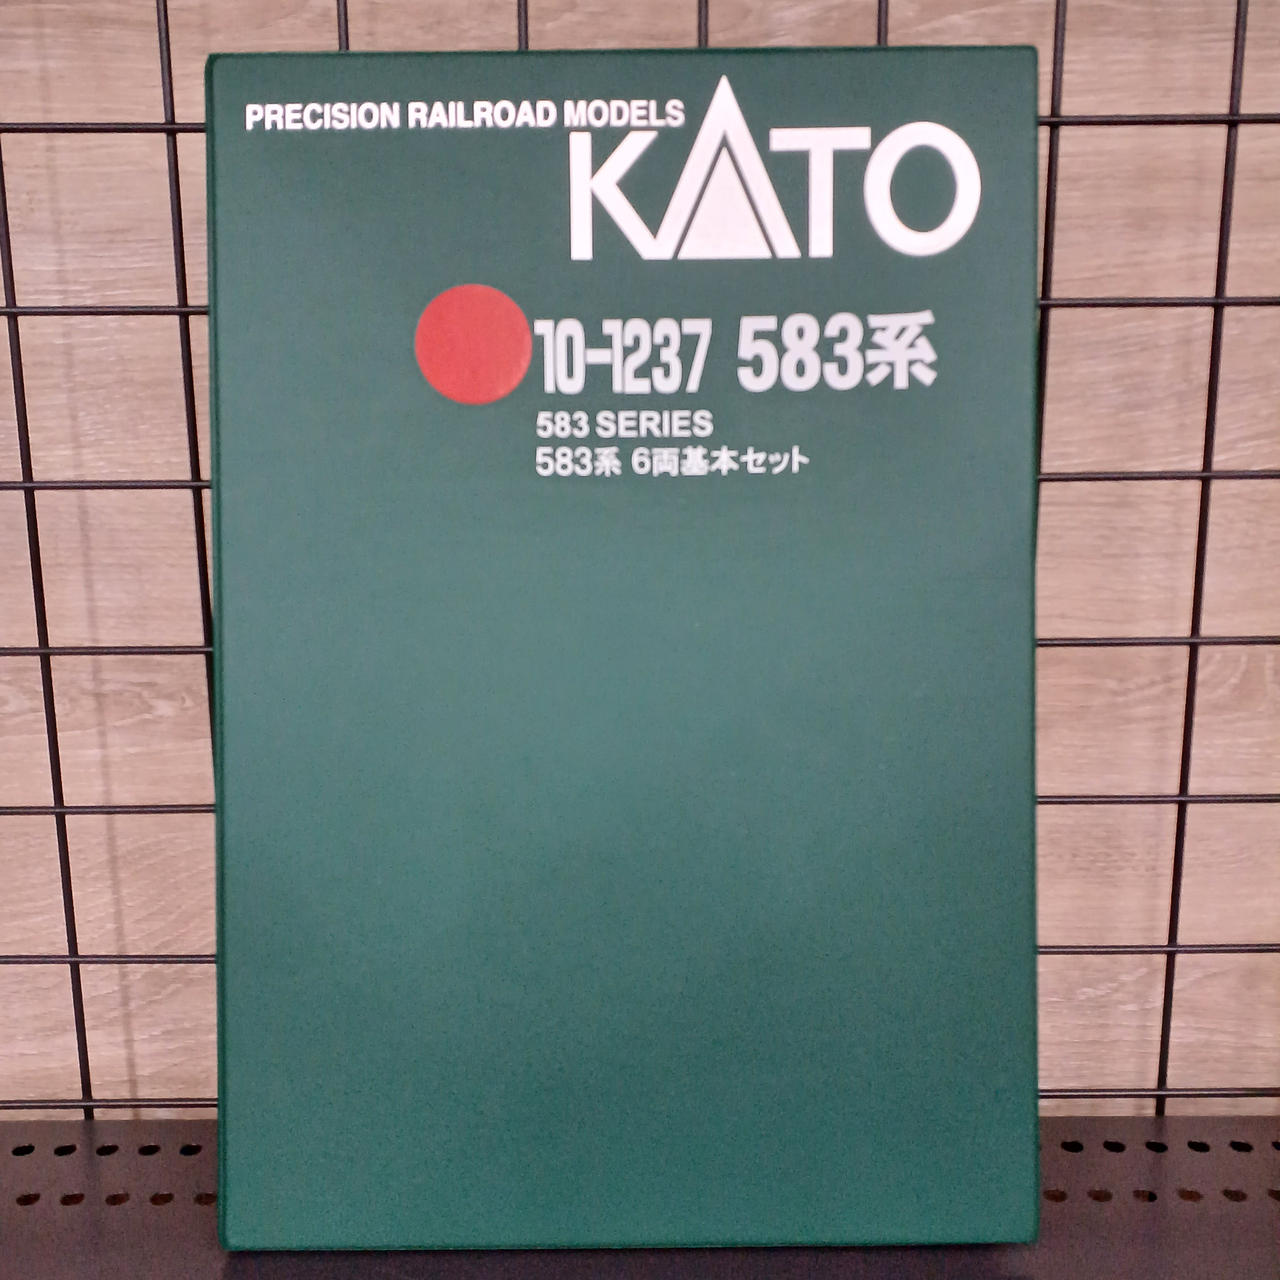 PRECISION RAILROAD MODELS
KATO
10-1237 583系
583 SERIES
583系 6両基本セット